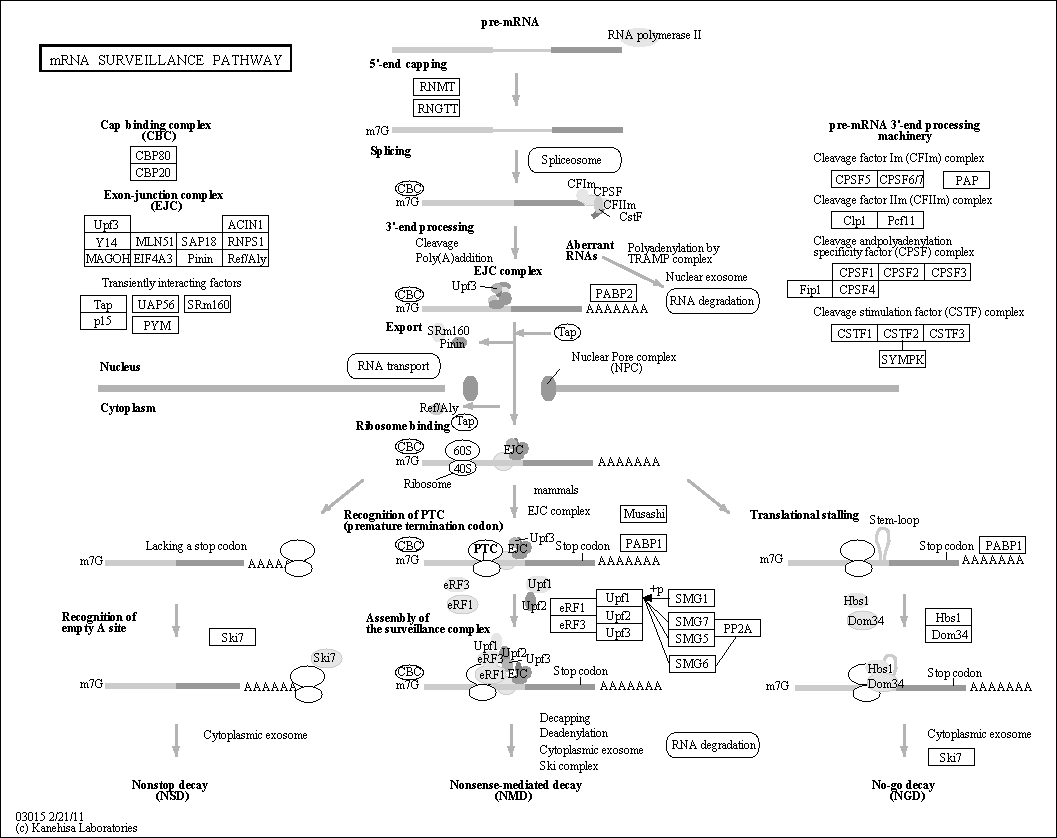 pre-mRNA
RNA polymerase II
mRNA SURVEILLANCE PATHWAY
5'-end capping
RNMT
RNGTT
m7G
Cap binding complex
(CBC)
CBP80
CBP20
Exon-junction complex
(EJC)
Upf3
ACIN1
Y14
MLN51
SAP18
RNPS1
MAGOH
EIF4A3
Pinin
Ref/Aly
Transiently interacting factors
Tap
UAP56
SRm160
p15
PYM
Splicing
Spliceosome
CBC
m7G
CFIm
CPSF
CFIIm
CstF
3'-end processing
Cleavage
Poly(A)addition
Aberrant
RNAs
Polyadenylation by
TRAMP complex
Nuclear exosome
RNA degradation
EJC complex
Upf3
CBC
m7G
PABP2
AAAAAAA
pre-mRNA 3'-end processing
machinery
Cleavage factor Im (CFIm) complex
CPSF5
CPSF6/7
PAP
Cleavage factor IIm (CFIIm) complex
Clp1
Pcf11
Cleavage andpolyadenylation
specificity factor (CPSF) complex
CPSF1
CPSF2
CPSF3
Fip1
CPSF4
Cleavage stimulation factor (CSTF) complex
CSTF1
CSTF2
CSTF3
SYMPK
Export
SRm160
Pinin
Tap
RNA transport
Nuclear Pore complex
(NPC)
Nucleus
Cytoplasm
Ref/Aly
Tap
Ribosome binding
CBC
m7G
60S
40S
EJC
AAAAAAA
Ribosome
mammals
EJC complex
Lacking a stop codon
m7G
AAAA
Recognition of
empty A site
Ski7
Ski7
m7G
AAAAAA
Cytoplasmic exosome
Nonstop decay
(NSD)
Recognition of PTC
(premature termination codon)
Musashi
CBC
m7G
PTC
EJC
Upf3
Stop codon
PABP1
AAAAAAA
eRF3
eRF1
Upf1
Upf2
eRF1
eRF3
Upf1
Upf2
Upf3
+p
SMG1
SMG7
SMG5
PP2A
SMG6
Assembly of
the surveillance complex
Upf1
eRF3
Upf2
Upf3
CBC
m7G
eRF1
EJC
Stop codon
AAAAAAA
Decapping
Deadenylation
Cytoplasmic exosome
Ski complex
RNA degradation
Nonsense-mediated decay
(NMD)
Translational stalling
Stem-loop
m7G
Stop codon
PABP1
AAAAAAA
Hbs1
Dom34
Hbs1
Dom34
m7G
Hbs1
Dom34
Stop codon
AAAAAAA
Cytoplasmic exosome
Ski7
No-go decay
(NGD)
03015 2/21/11
(c) Kanehisa Laboratories